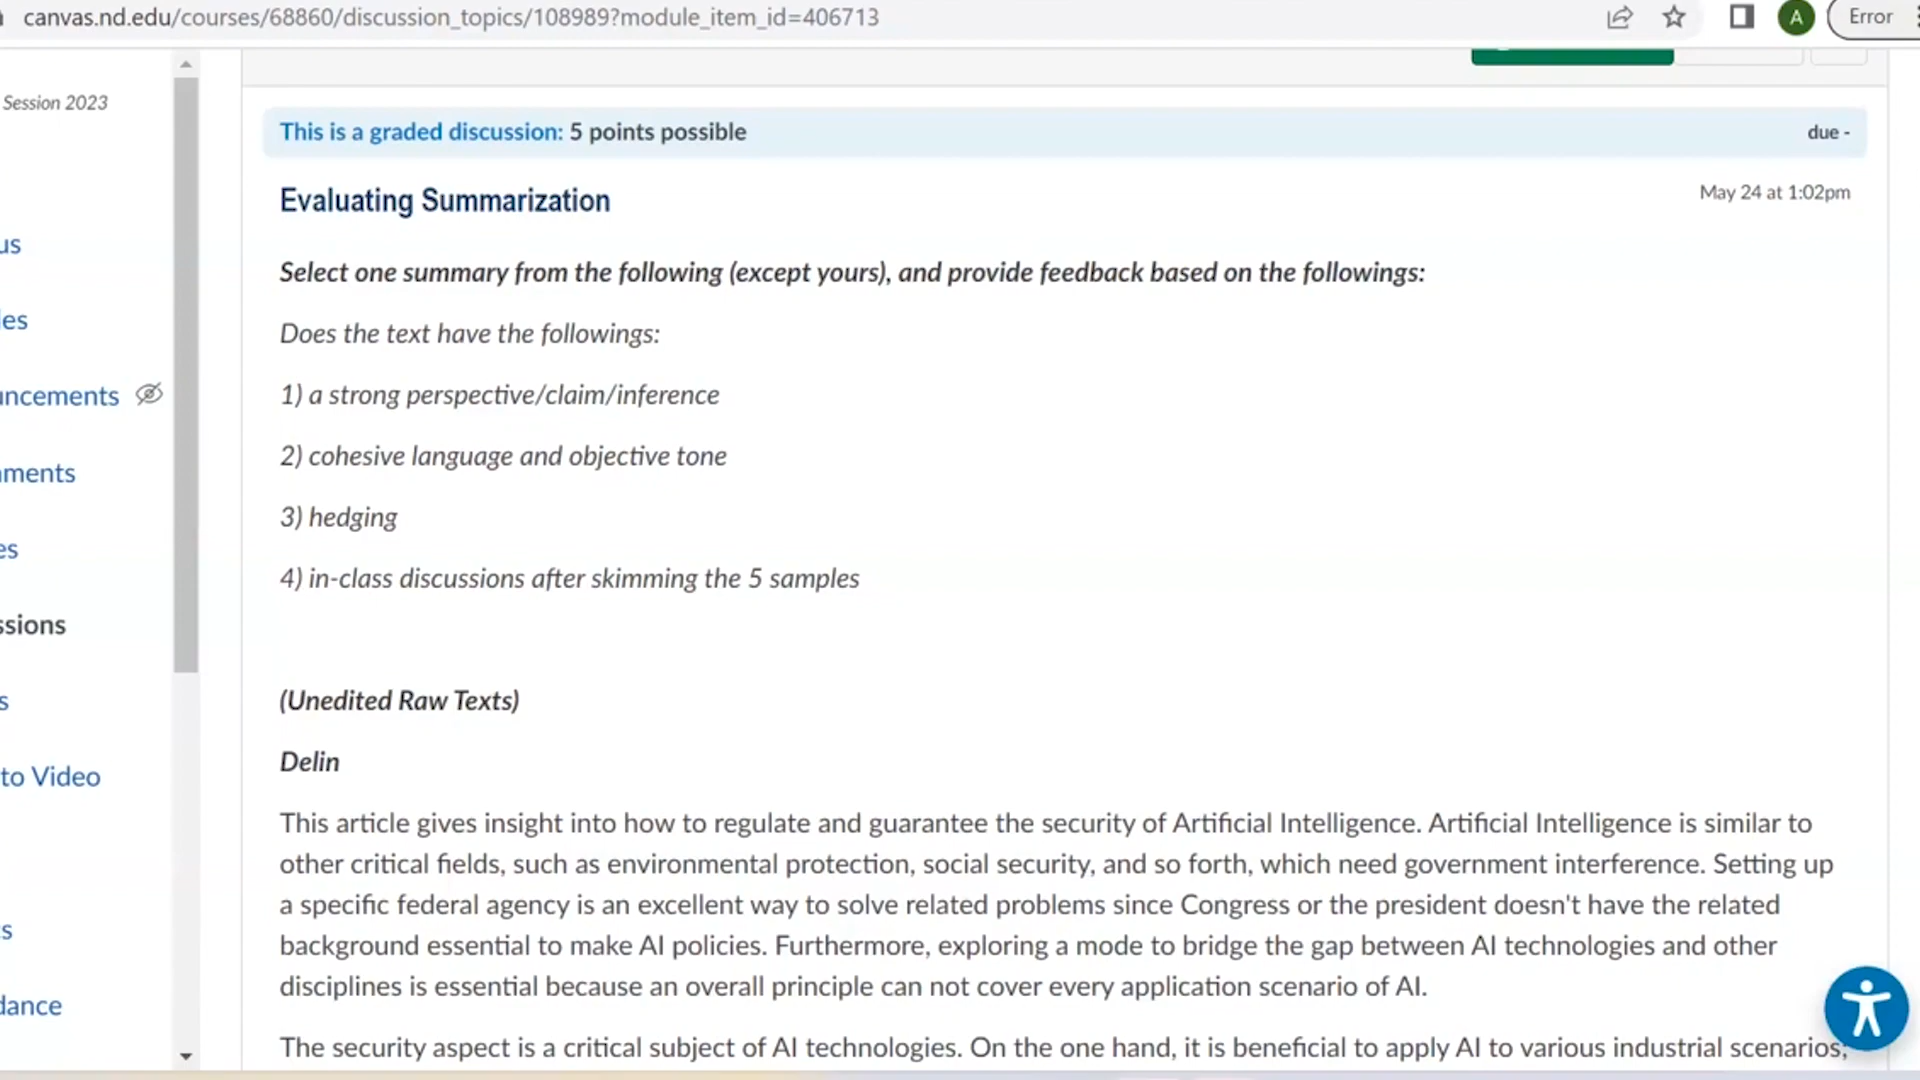 canvas.nd.edu/courses/68860/discussion_topics/108989?module_item_id=406713
A
Error
Session 2023
This is a graded discussion: 5 points possible
due -
Evaluating Summarization
May 24 at 1:02pm
us
Select one summary from the following (except yours), and provide feedback based on the followings:
les
Does the text have the followings:
uncements
1) a strong perspective/claim/inference
2) cohesive language and objective tone
nments
3) hedging
es
4) in-class discussions after skimming the 5 samples
ssions
(Unedited Raw Texts)
s
Delin
to Video
This article gives insight into how to regulate and guarantee the security of Artificial Intelligence. Artificial Intelligence is similar to
other critical fields, such as environmental protection, social security, and so forth, which need government interference. Setting up
a specific federal agency is an excellent way to solve related problems since Congress or the president doesn't have the related
s
background essential to make AI policies. Furthermore, exploring a mode to bridge the gap between AI technologies and other
disciplines is essential because an overall principle can not cover every application scenario of AI.
dance
The security aspect is a critical subject of AI technologies. On the one hand, it is beneficial to apply AI to various industrial scenarios;